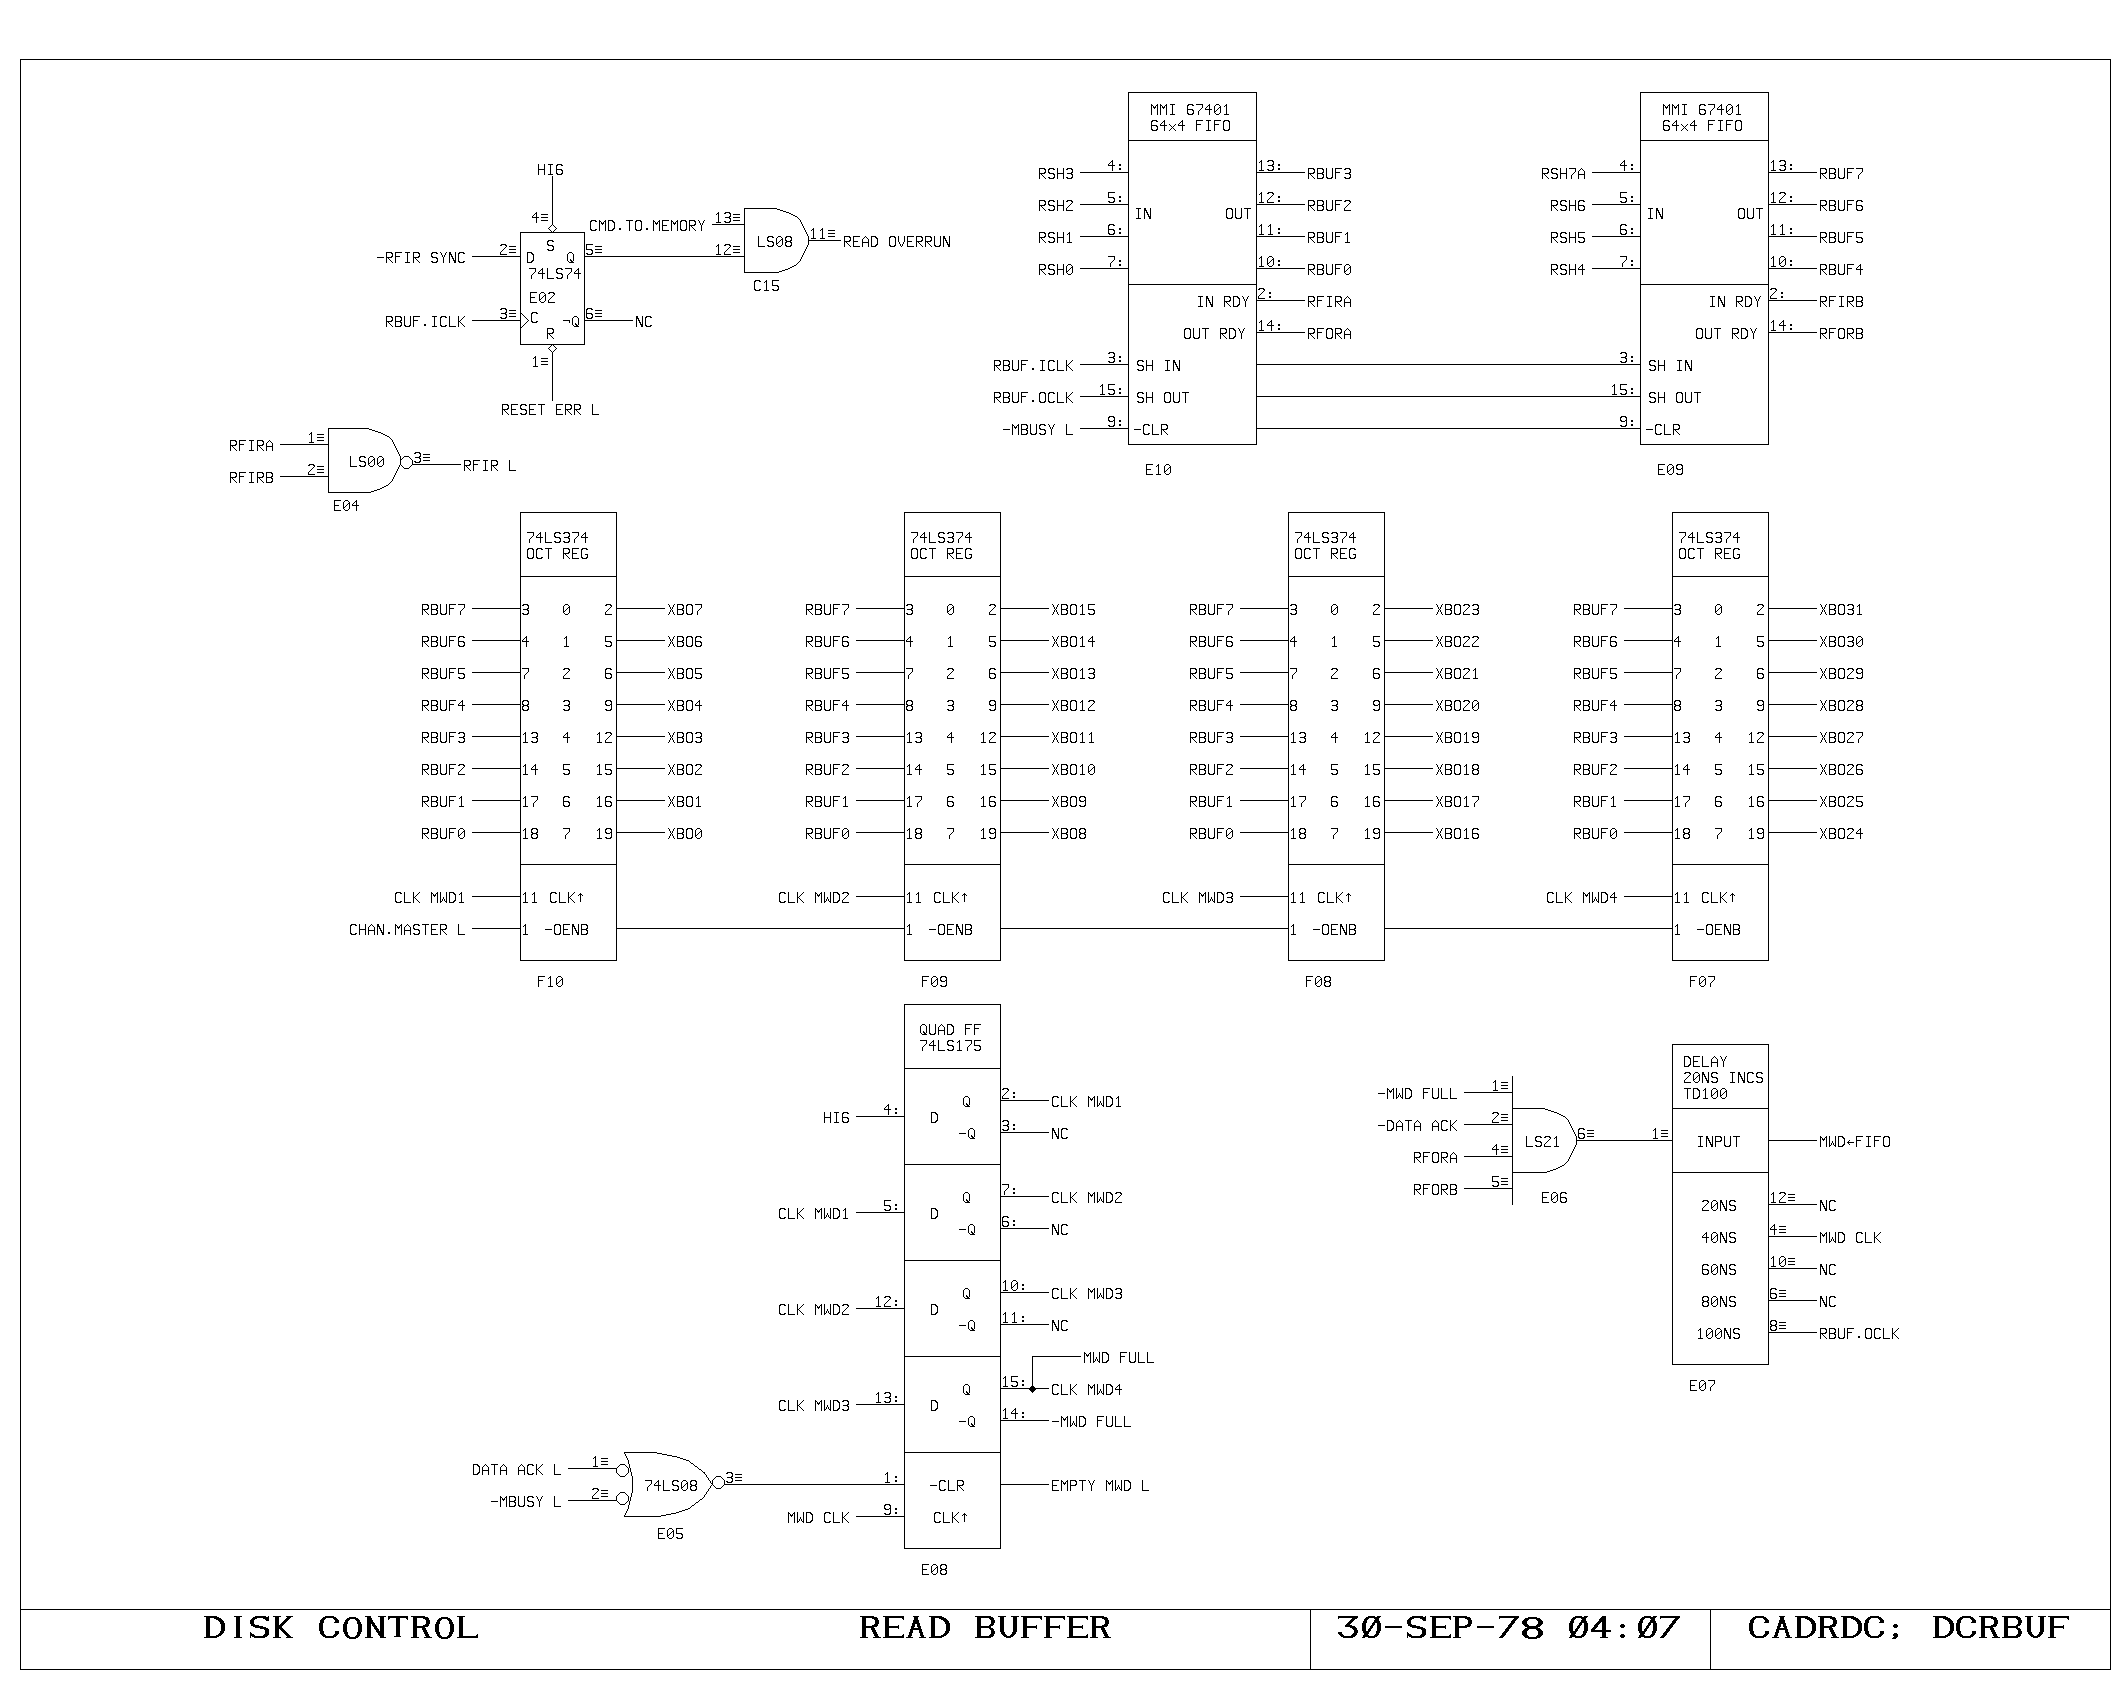 MMI 67401
64x4 FIFO
RSH3 4: 13: RBUF3
RSH2 5: 12: RBUF2
IN OUT
RSH1 6: 11: RBUF1
RSH0 7: 10: RBUF0
IN RDY 2: RFIRA
OUT RDY 14: RFORA
RBUF.ICLK 3: SH IN
RBUF.OCLK 15: SH OUT
-MBUSY L 9: -CLR
E10
MMI 67401
64x4 FIFO
RSH7A 4: 13: RBUF7
RSH6 5: 12: RBUF6
IN OUT
RSH5 6: 11: RBUF5
RSH4 7: 10: RBUF4
IN RDY 2: RFIRB
OUT RDY 14: RFORB
3: SH IN
15: SH OUT
9: -CLR
E09
HI6
4≡
S
-RFIR SYNC 2≡ D Q 5≡
74LS74
E02
RBUF.ICLK 3≡ C ¬Q 6≡ NC
R
1≡
RESET ERR L
CMD.TO.MEMORY 13≡
12≡ LS08 11≡ READ OVERRUN
C15
RFIRA 1≡
RFIRB 2≡ LS00 3≡ RFIR L
E04
74LS374
OCT REG
RBUF7 3 0 2 XBO7
RBUF6 4 1 5 XBO6
RBUF5 7 2 6 XBO5
RBUF4 8 3 9 XBO4
RBUF3 13 4 12 XBO3
RBUF2 14 5 15 XBO2
RBUF1 17 6 16 XBO1
RBUF0 18 7 19 XBO0
CLK MWD1 11 CLK↑
CHAN.MASTER L 1 -OENB
F10
74LS374
OCT REG
RBUF7 3 0 2 XBO15
RBUF6 4 1 5 XBO14
RBUF5 7 2 6 XBO13
RBUF4 8 3 9 XBO12
RBUF3 13 4 12 XBO11
RBUF2 14 5 15 XBO10
RBUF1 17 6 16 XBO9
RBUF0 18 7 19 XBO8
CLK MWD2 11 CLK↑
1 -OENB
F09
74LS374
OCT REG
RBUF7 3 0 2 XBO23
RBUF6 4 1 5 XBO22
RBUF5 7 2 6 XBO21
RBUF4 8 3 9 XBO20
RBUF3 13 4 12 XBO19
RBUF2 14 5 15 XBO18
RBUF1 17 6 16 XBO17
RBUF0 18 7 19 XBO16
CLK MWD3 11 CLK↑
1 -OENB
F08
74LS374
OCT REG
RBUF7 3 0 2 XBO31
RBUF6 4 1 5 XBO30
RBUF5 7 2 6 XBO29
RBUF4 8 3 9 XBO28
RBUF3 13 4 12 XBO27
RBUF2 14 5 15 XBO26
RBUF1 17 6 16 XBO25
RBUF0 18 7 19 XBO24
CLK MWD4 11 CLK↑
1 -OENB
F07
QUAD FF
74LS175
Q 2: CLK MWD1
HI6 4: D
-Q 3: NC
Q 7: CLK MWD2
CLK MWD1 5: D
-Q 6: NC
Q 10: CLK MWD3
CLK MWD2 12: D
-Q 11: NC
MWD FULL
Q 15: CLK MWD4
CLK MWD3 13: D
-Q 14: -MWD FULL
1: -CLR EMPTY MWD L
MWD CLK 9: CLK↑
E08
DATA ACK L 1≡
-MBUSY L 2≡ 74LS08 3≡
E05
-MWD FULL 1≡
-DATA ACK 2≡
LS21 6≡
RFORA 4≡
RFORB 5≡
E06
DELAY
20NS INCS
TD100
1≡ INPUT MWD←FIFO
20NS 12≡ NC
40NS 4≡ MWD CLK
60NS 10≡ NC
80NS 6≡ NC
100NS 8≡ RBUF.OCLK
E07
DISK CONTROL READ BUFFER 30-SEP-78 04:07 CADRDC; DCRBUF